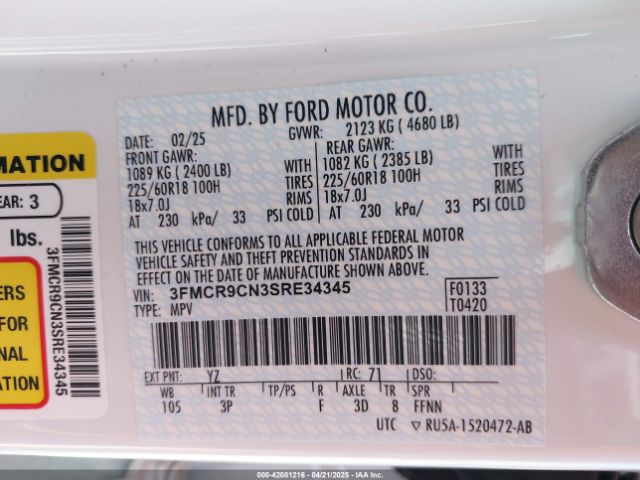 MFD. BY FORD MOTOR CO.
DATE: 02/25 GVWR: 2123 KG ( 4680 LB)
FRONT GAWR: REAR GAWR:
1089 KG ( 2400 LB) WITH 1082 KG ( 2385 LB) WITH
225/60R18 100H TIRES 225/60R18 100H TIRES
18x7.0J RIMS 18x7.0J RIMS
AT 230 kPa/ 33 PSI COLD AT 230 kPa/ 33 PSI COLD
THIS VEHICLE CONFORMS TO ALL APPLICABLE FEDERAL MOTOR
VEHICLE SAFETY AND THEFT PREVENTION STANDARDS IN
EFFECT ON THE DATE OF MANUFACTURE SHOWN ABOVE.
VIN: 3FMCR9CN3SRE34345 F0133
TYPE: MPV T0420
EXT PNT: YZ RC: 71 DSO:
WB INT TR TP/PS R AXLE TR SPR
105 3P F 3D 8 FFNN
UTC RU5A-1520472-AB
RMATION
EAR: 3
lbs.
3FMCR9CN3SRE34345
ERS
FOR
NAL
ATION
000-42081216 - 04/21/2025 - IAA Holdings, LLC.